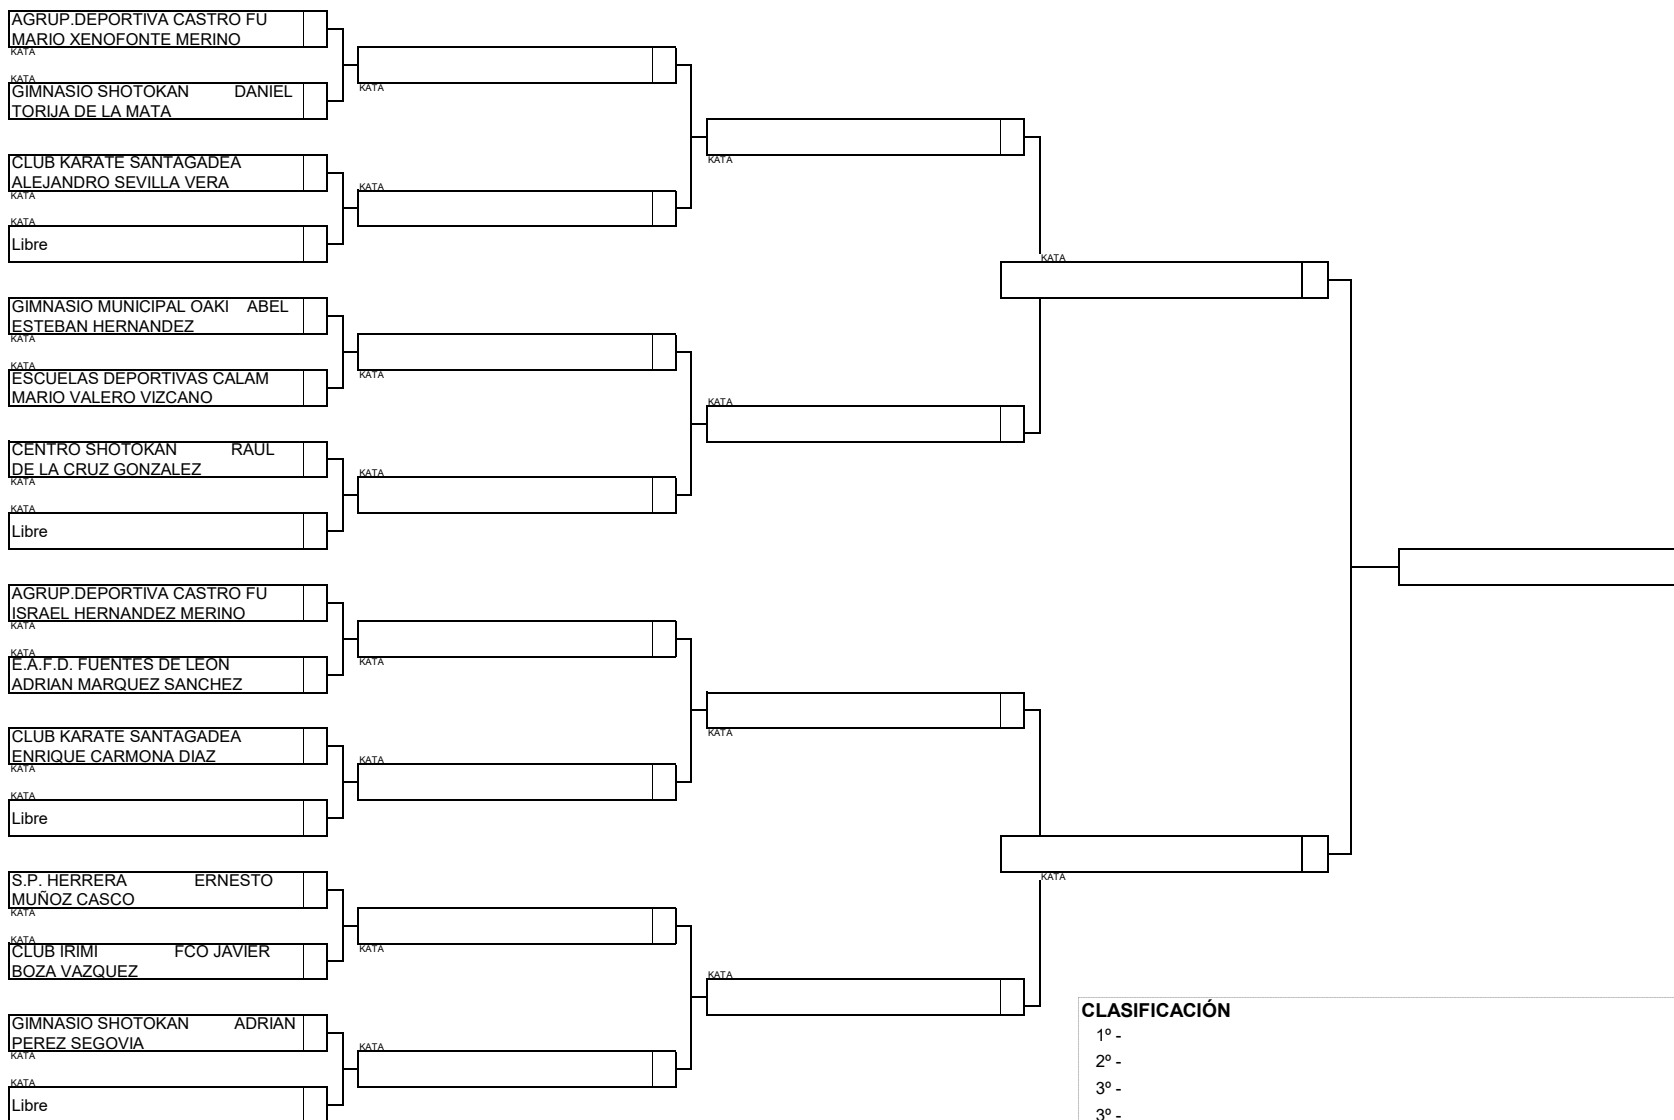 AGRUP.DEPORTIVA CASTRO FU
MARIO XENOFONTE MERINO
KATA
KATA
GIMNASIO SHOTOKAN DANIEL
TORIJA DE LA MATA
CLUB KARATE SANTAGADEA
ALEJANDRO SEVILLA VERA
KATA
KATA
Libre
GIMNASIO MUNICIPAL OAKI ABEL
ESTEBAN HERNANDEZ
KATA
KATA
ESCUELAS DEPORTIVAS CALAM
MARIO VALERO VIZCANO
CENTRO SHOTOKAN RAUL
DE LA CRUZ GONZALEZ
KATA
KATA
Libre
AGRUP.DEPORTIVA CASTRO FU
ISRAEL HERNANDEZ MERINO
KATA
KATA
E.A.F.D. FUENTES DE LEON
ADRIAN MARQUEZ SANCHEZ
CLUB KARATE SANTAGADEA
ENRIQUE CARMONA DIAZ
KATA
KATA
Libre
S.P. HERRERA ERNESTO
MUÑOZ CASCO
KATA
KATA
CLUB IRIMI FCO JAVIER
BOZA VAZQUEZ
GIMNASIO SHOTOKAN ADRIAN
PEREZ SEGOVIA
KATA
KATA
Libre
KATA
KATA
KATA
KATA
KATA
KATA
KATA
KATA
KATA
KATA
KATA
KATA
KATA
KATA
CLASIFICACIÓN
1º -
2º -
3º -
3º -